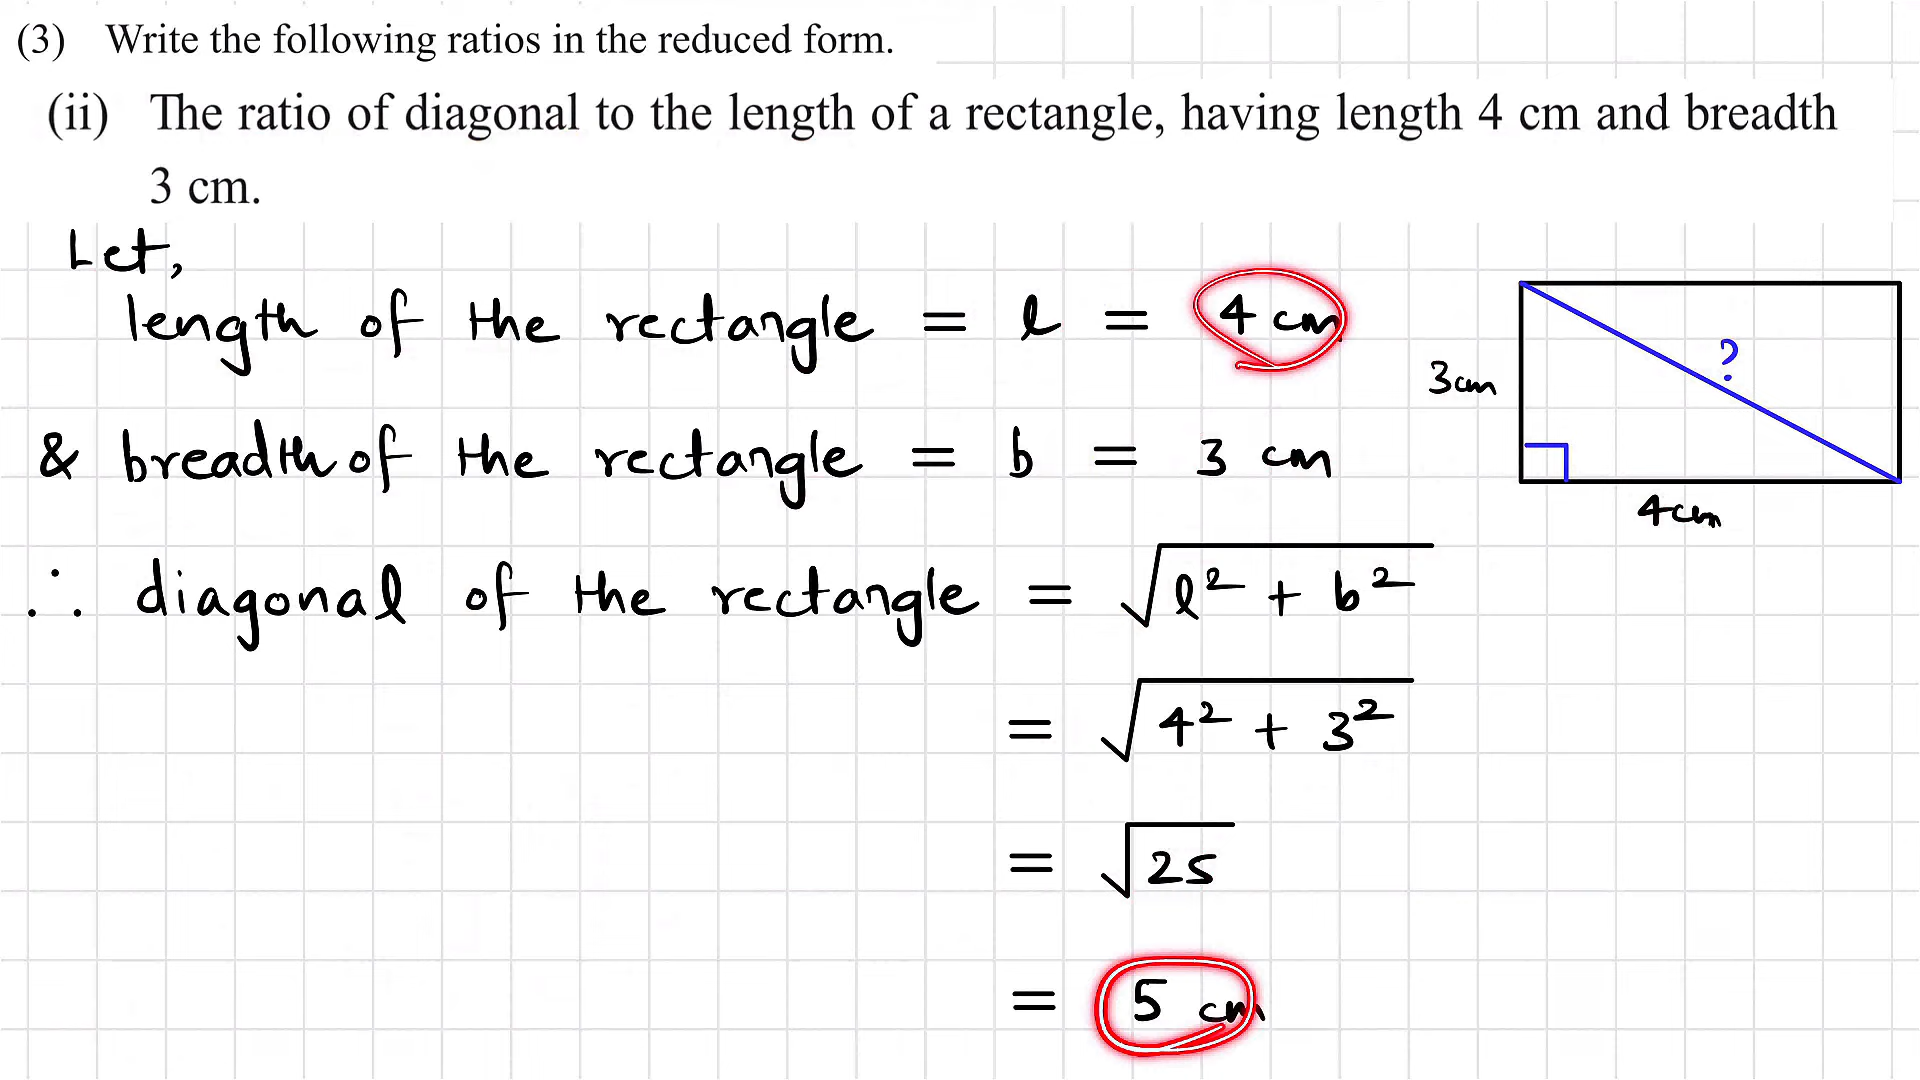 (3) Write the following ratios in the reduced form.
(ii) The ratio of diagonal to the length of a rectangle, having length 4 cm and breadth
3 cm.
Let,
length of the rectangle = l = 4 cm
& breadth of the rectangle = b = 3 cm
∴ diagonal of the rectangle = √(l² + b²)
= √(4² + 3²)
= √25
= 5 cm
?
3cm
4cm